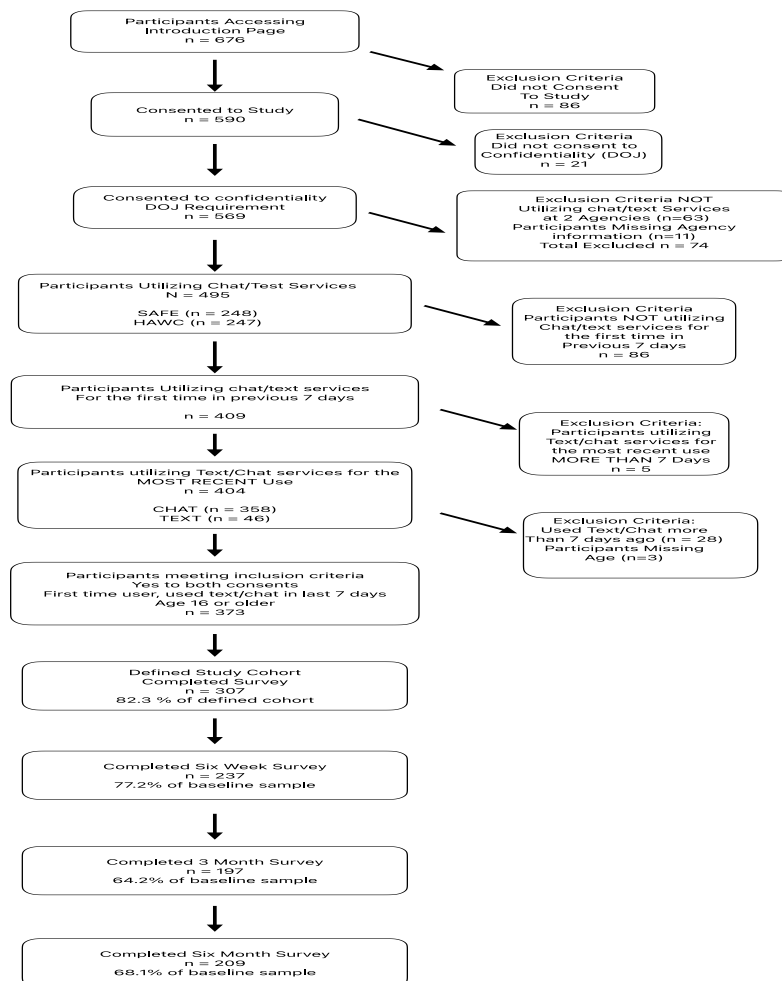 Participants Accessing
Introduction Page
n = 676
Exclusion Criteria
Did not Consent
To Study
n = 86
Consented to Study
n = 590
Exclusion Criteria
Did not consent to
Confidentiality (DOJ)
n = 21
Consented to confidentiality
DOJ Requirement
n = 569
Exclusion Criteria NOT
Utilizing chat/text Services
at 2 Agencies (n=63)
Participants Missing Agency
information (n=11)
Total Excluded n = 74
Participants Utilizing Chat/Test Services
N = 495
SAFE (n = 248)
HAWC (n = 247)
Exclusion Criteria
Participants NOT utilizing
Chat/text services for
the first time in
Previous 7 days
n = 86
Participants Utilizing chat/text services
For the first time in previous 7 days
n = 409
Exclusion Criteria:
Participants utilizing
Text/chat services for
the most recent use
MORE THAN 7 Days
n = 5
Participants utilizing Text/Chat services for the
MOST RECENT Use
n = 404
CHAT (n = 358)
TEXT (n = 46)
Exclusion Criteria:
Used Text/Chat more
Than 7 days ago (n = 28)
Participants Missing
Age (n=3)
Participants meeting inclusion criteria
Yes to both consents
First time user, used text/chat in last 7 days
Age 16 or older
n = 373
Defined Study Cohort
Completed Survey
n = 307
82.3 % of defined cohort
Completed Six Week Survey
n = 237
77.2% of baseline sample
Completed 3 Month Survey
n = 197
64.2% of baseline sample
Completed Six Month Survey
n = 209
68.1% of baseline sample